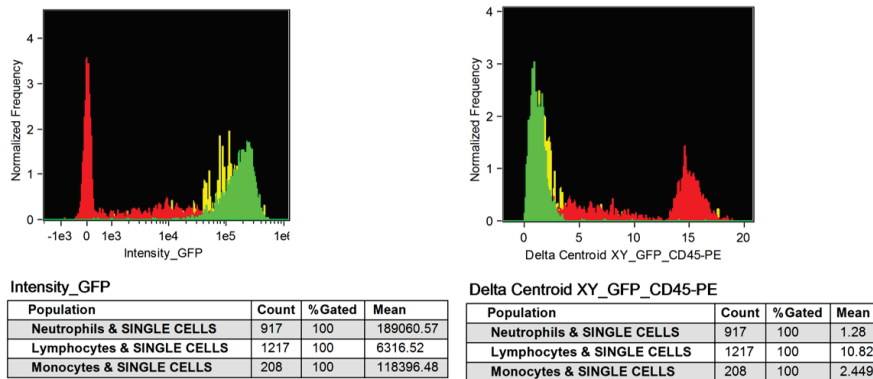 4
3
2
1
0
Normalized Frequency
-1e3 0 1e3 1e4 1e5 1e6
Intensity_GFP
4
3
2
1
0
Normalized Frequency
0 5 10 15 20
Delta Centroid XY_GFP_CD45-PE
Intensity_GFP
Population Count %Gated Mean
Neutrophils & SINGLE CELLS 917 100 189060.57
Lymphocytes & SINGLE CELLS 1217 100 6316.52
Monocytes & SINGLE CELLS 208 100 118396.48
Delta Centroid XY_GFP_CD45-PE
Population Count %Gated Mean
Neutrophils & SINGLE CELLS 917 100 1.28
Lymphocytes & SINGLE CELLS 1217 100 10.82
Monocytes & SINGLE CELLS 208 100 2.449